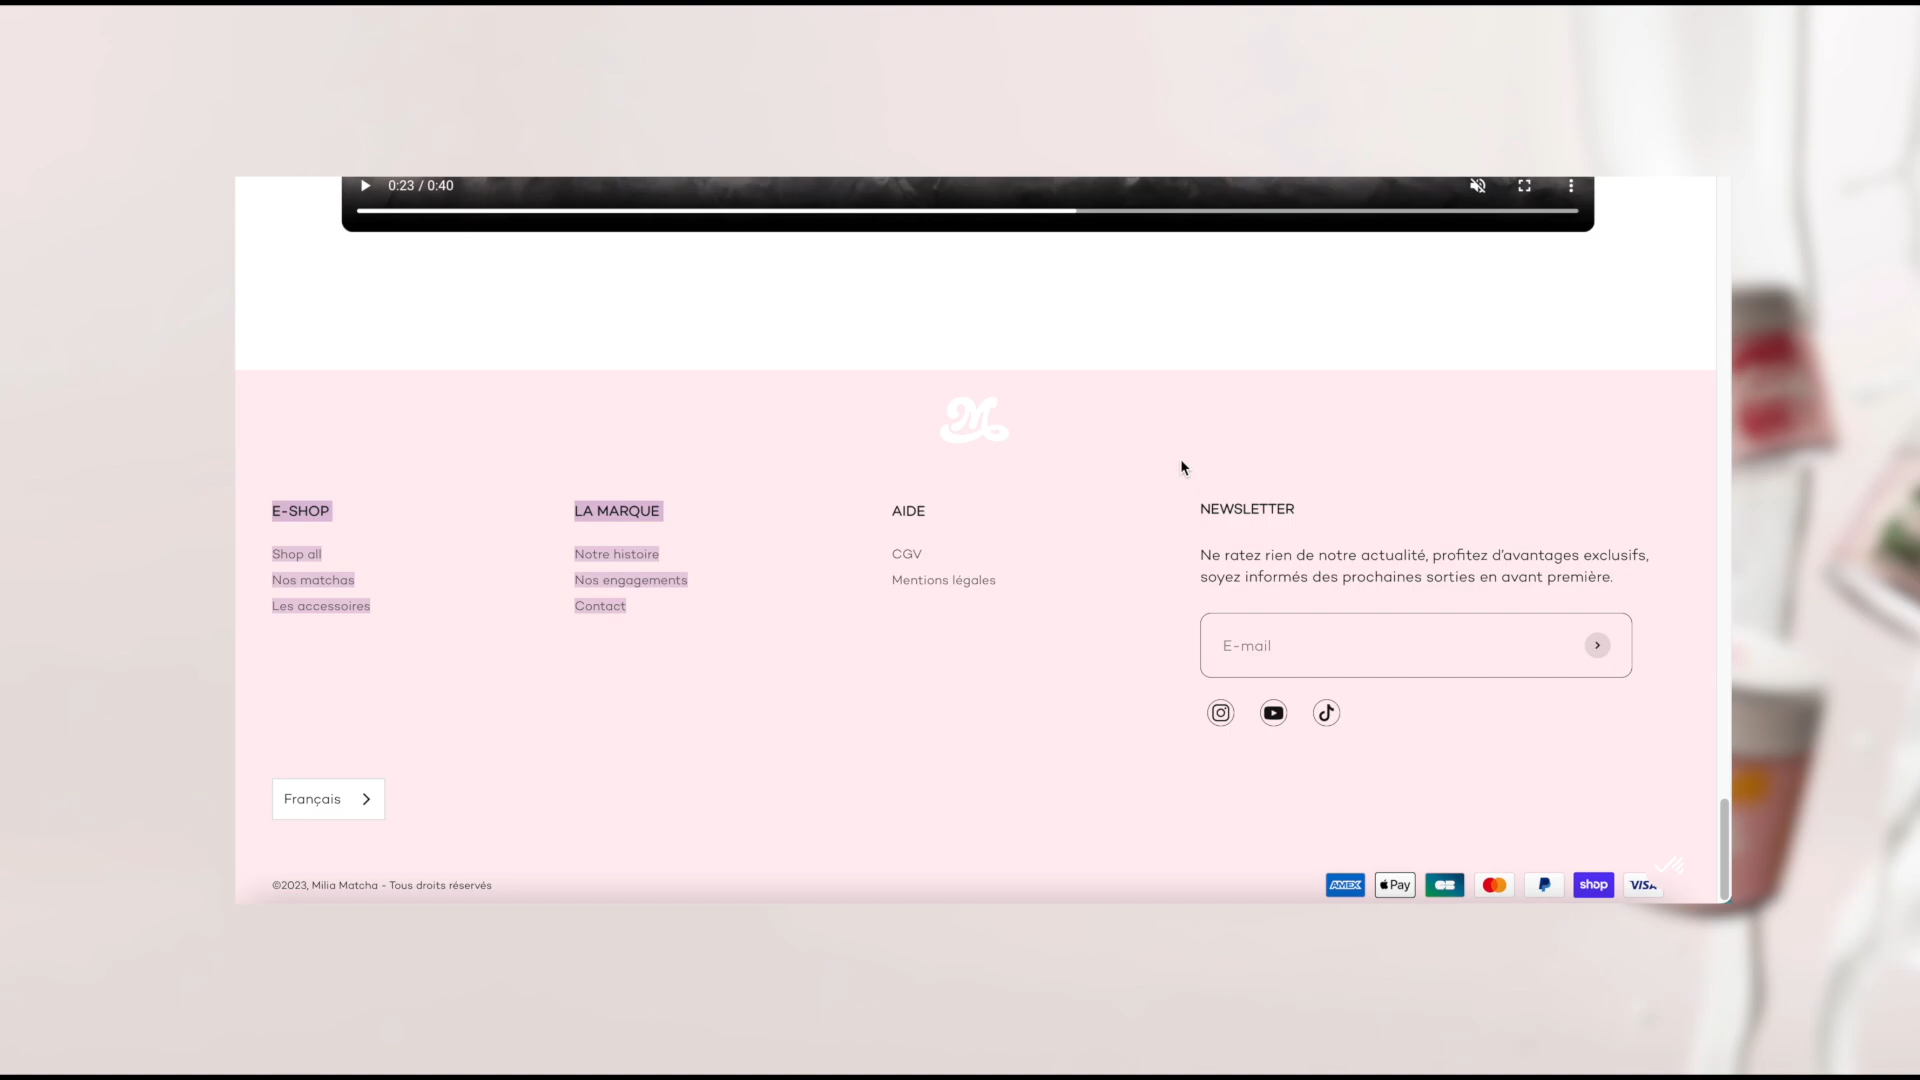 0:23 / 0:40
E-SHOP
Shop all
Nos matchas
Les accessoires
LA MARQUE
Notre histoire
Nos engagements
Contact
AIDE
CGV
Mentions légales
NEWSLETTER
Ne ratez rien de notre actualité, profitez d'avantages exclusifs,
soyez informés des prochaines sorties en avant première.
E-mail
Français
©2023, Milia Matcha - Tous droits réservés
AMEX Pay CB shop VISA